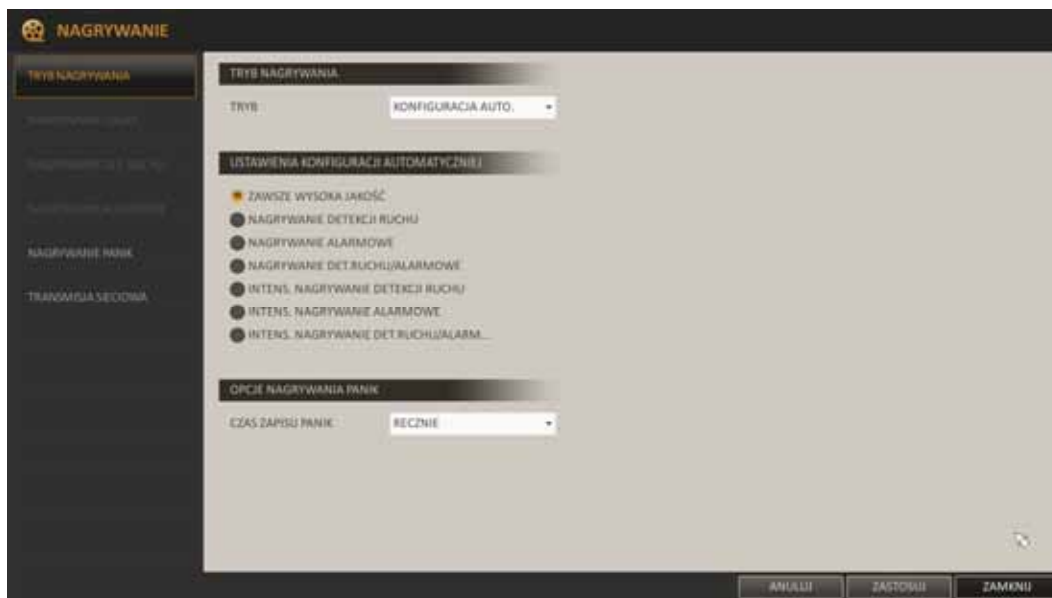 NAGRYWANIE
TRYB NAGRYWANIA
NAGRYWANIE PANIK
TRANSMISJA SIECIOWA
TRYB NAGRYWANIA
TRYB KONFIGURACJA AUTO.
USTAWIENIA KONFIGURACJI AUTOMATYCZNEJ
ZAWSZE WYSOKA JAKOŚĆ
NAGRYWANIE DETEKCJI RUCHU
NAGRYWANIE ALARMOWE
NAGRYWANIE DET.RUCHU/ALARMOWE
INTENS. NAGRYWANIE DETEKCJI RUCHU
INTENS. NAGRYWANIE ALARMOWE
INTENS. NAGRYWANIE DET.RUCHU/ALARM...
OPCJE NAGRYWANIA PANIK
CZAS ZAPISU PANIK RECZNIE
ANULUJ ZASTOSUJ ZAMKNIJ